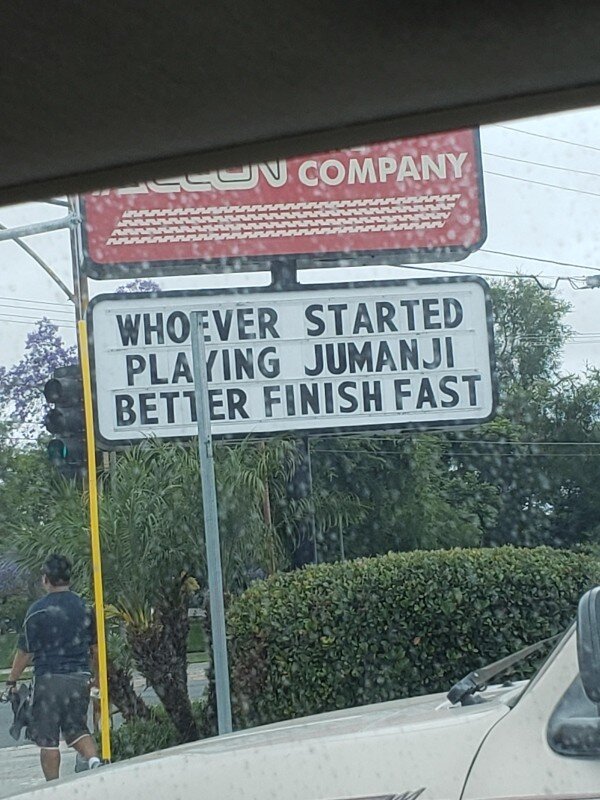 COMPANY
WHOEVER STARTED
PLAYING JUMANJI
BETTER FINISH FAST